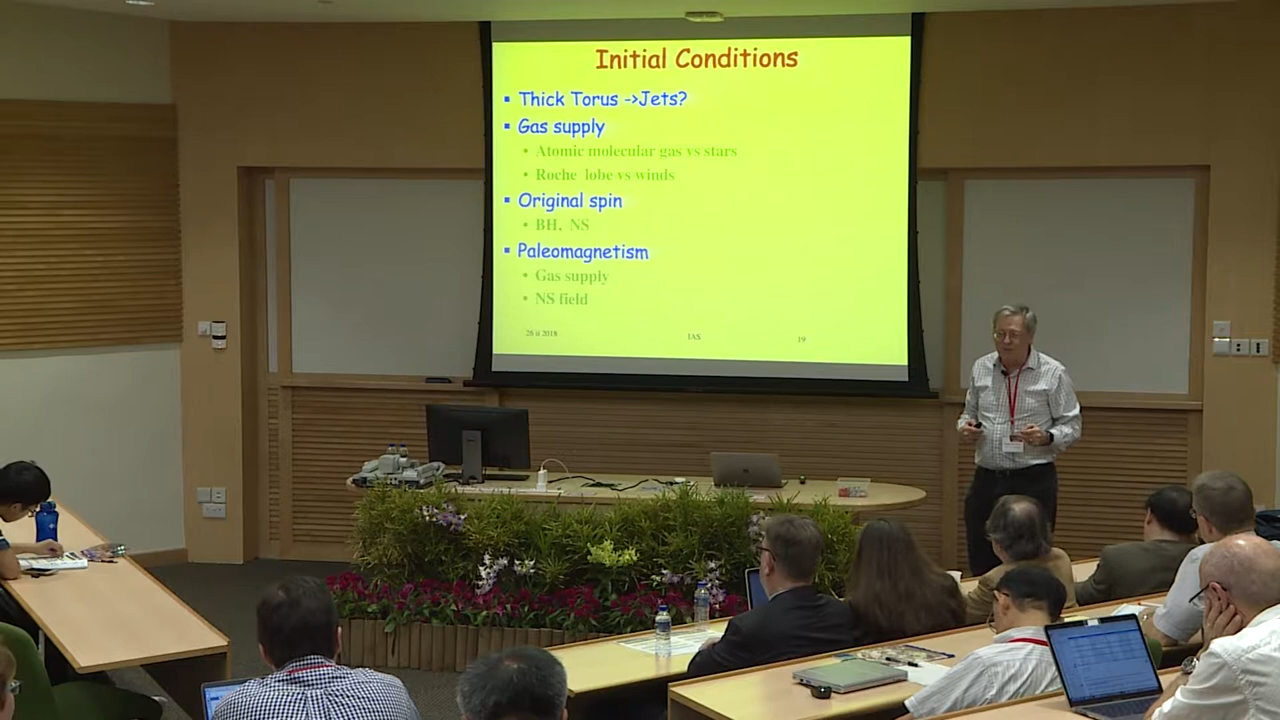 Initial Conditions
▪ Thick Torus ->Jets?
▪ Gas supply
• Atomic molecular gas vs stars
• Roche lobe vs winds
▪ Original spin
• BH, NS
▪ Paleomagnetism
• Gas supply
• NS field
26 ii 2018 IAS 19